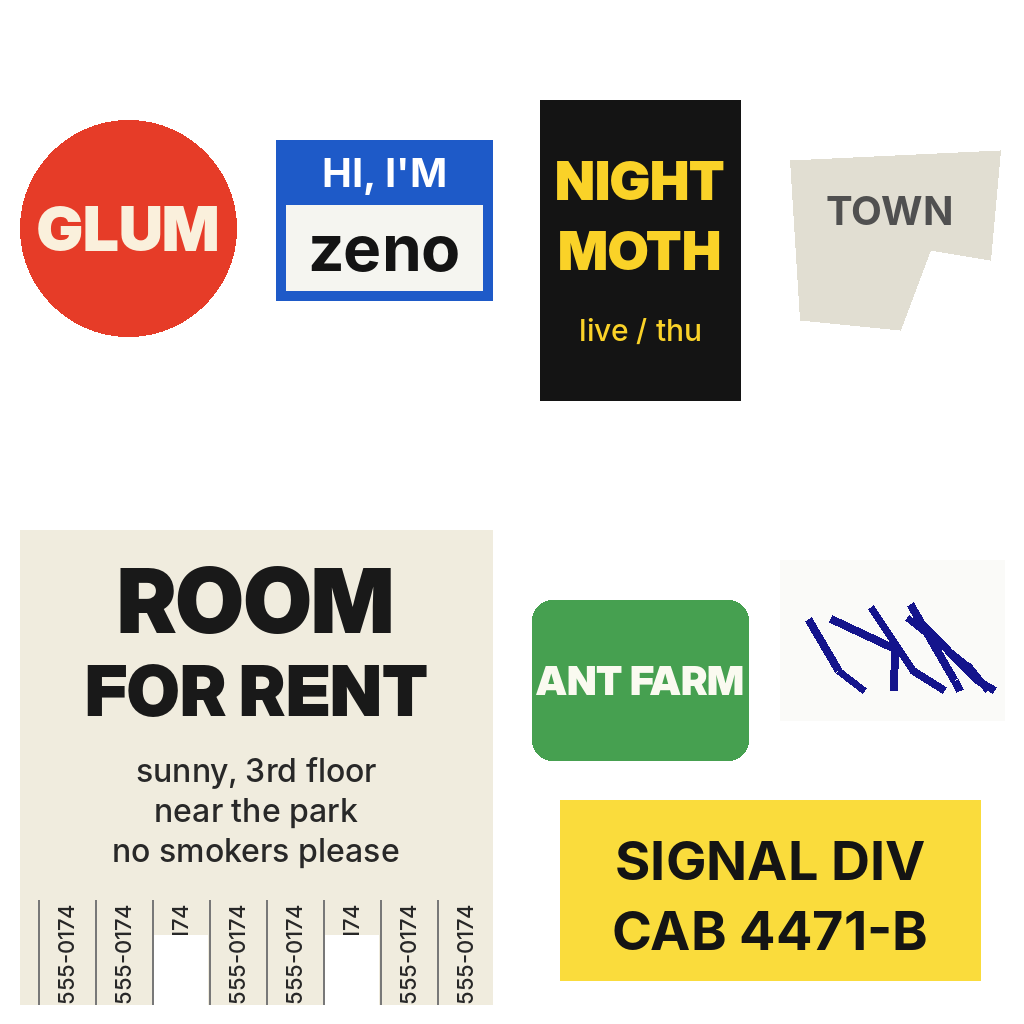 GLUM
HI, I'M
zeno
NIGHT
MOTH
live / thu
TOWN
ROOM
FOR RENT
sunny, 3rd floor
near the park
no smokers please
555-0174
555-0174
174
555-0174
555-0174
174
555-0174
555-0174
ANT FARM
SIGNAL DIV
CAB 4471-B